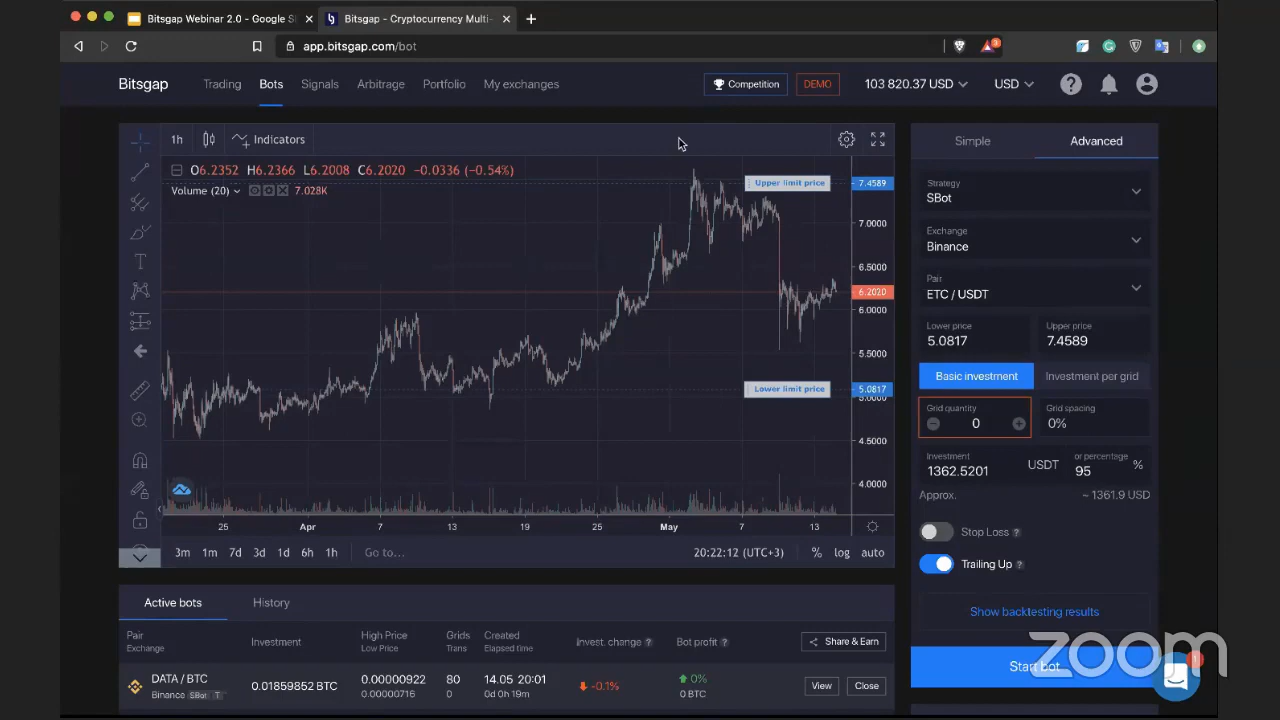 Bitsgap Webinar 2.0 - Google Sl
Bitsgap - Cryptocurrency Multi-
app.bitsgap.com/bot
3
Bitsgap
Trading
Bots
Signals
Arbitrage
Portfolio
My exchanges
Competition
DEMO
103 820.37 USD
USD
1h
Indicators
O6.2352 H6.2366 L6.2008 C6.2020 -0.0336 (-0.54%)
Volume (20) 7.028K
Upper limit price
7.4589
7.0000
6.5000
6.2020
6.0000
5.5000
Lower limit price
5.0817
5.0000
4.5000
4.0000
25 Apr 7 13 19 25 May 7 13
3m 1m 7d 3d 1d 6h 1h Go to...
20:22:12 (UTC+3) % log auto
Simple
Advanced
Strategy
SBot
Exchange
Binance
Pair
ETC / USDT
Lower price
5.0817
Upper price
7.4589
Basic investment
Investment per grid
Grid quantity
0
Grid spacing
0%
Investment
1362.5201
USDT
or percentage
95
%
Approx.
~ 1361.9 USD
Stop Loss ?
Trailing Up ?
Show backtesting results
Start bot
zoom
1
Active bots
History
Pair
Exchange
Investment
High Price
Low Price
Grids
Trans
Created
Elapsed time
Invest. change ?
Bot profit ?
Share & Earn
DATA / BTC
Binance SBot T
0.01859852 BTC
0.00000922
0.00000716
80
0
14.05 20:01
0d 0h 19m
-0.1%
0%
0 BTC
View
Close